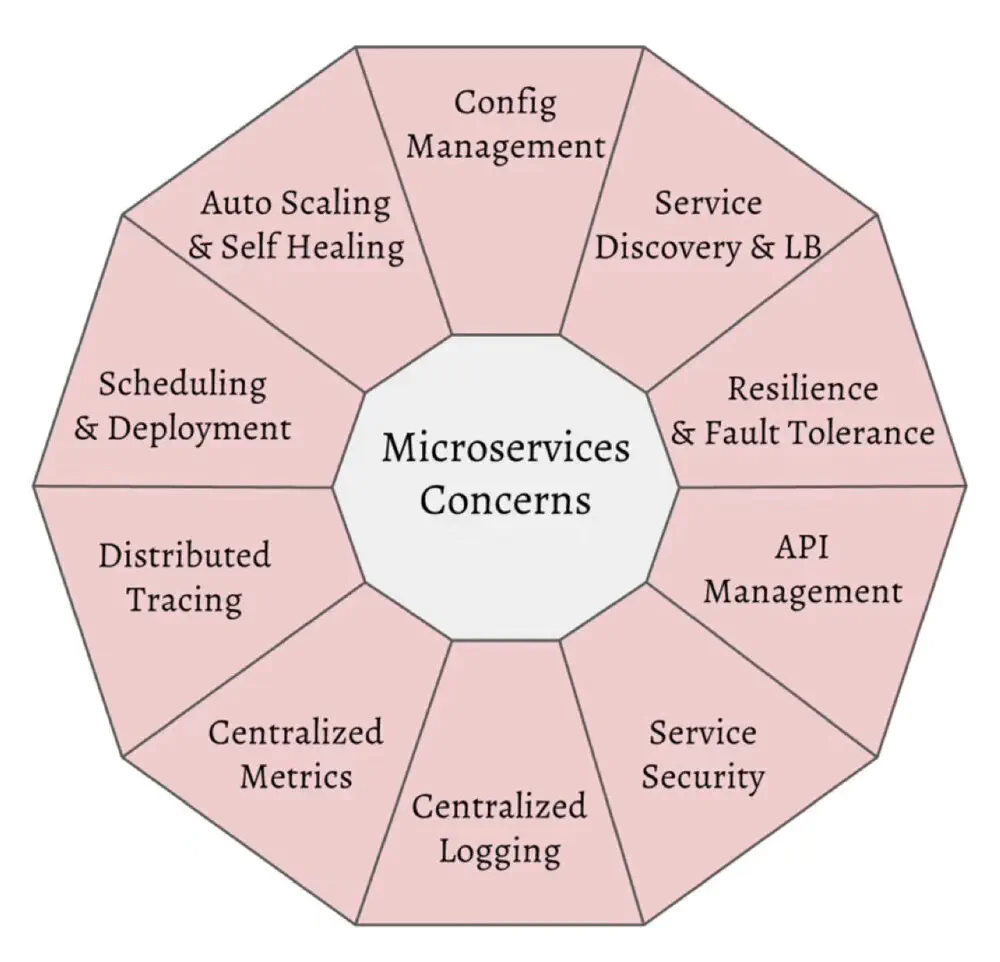 Config
Management
Service
Discovery & LB
Resilience
& Fault Tolerance
API
Management
Service
Security
Centralized
Logging
Centralized
Metrics
Distributed
Tracing
Scheduling
& Deployment
Auto Scaling
& Self Healing
Microservices
Concerns